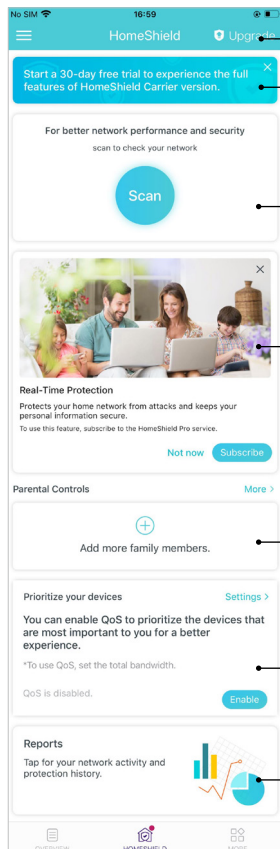 No SIM 16:59
HomeShield Upgrade
Start a 30-day free trial to experience the full
features of HomeShield Carrier version.
For better network performance and security
scan to check your network
Scan
Real-Time Protection
Protects your home network from attacks and keeps your
personal information secure.
To use this feature, subscribe to the HomeShield Pro service.
Not now Subscribe
Parental Controls More >
Add more family members.
Prioritize your devices Settings >
You can enable QoS to prioritize the devices that
are most important to you for a better
experience.
*To use QoS, set the total bandwidth.
QoS is disabled. Enable
Reports
Tap for your network activity and
protection history.
OVERVIEW HOMESHIELD MORE